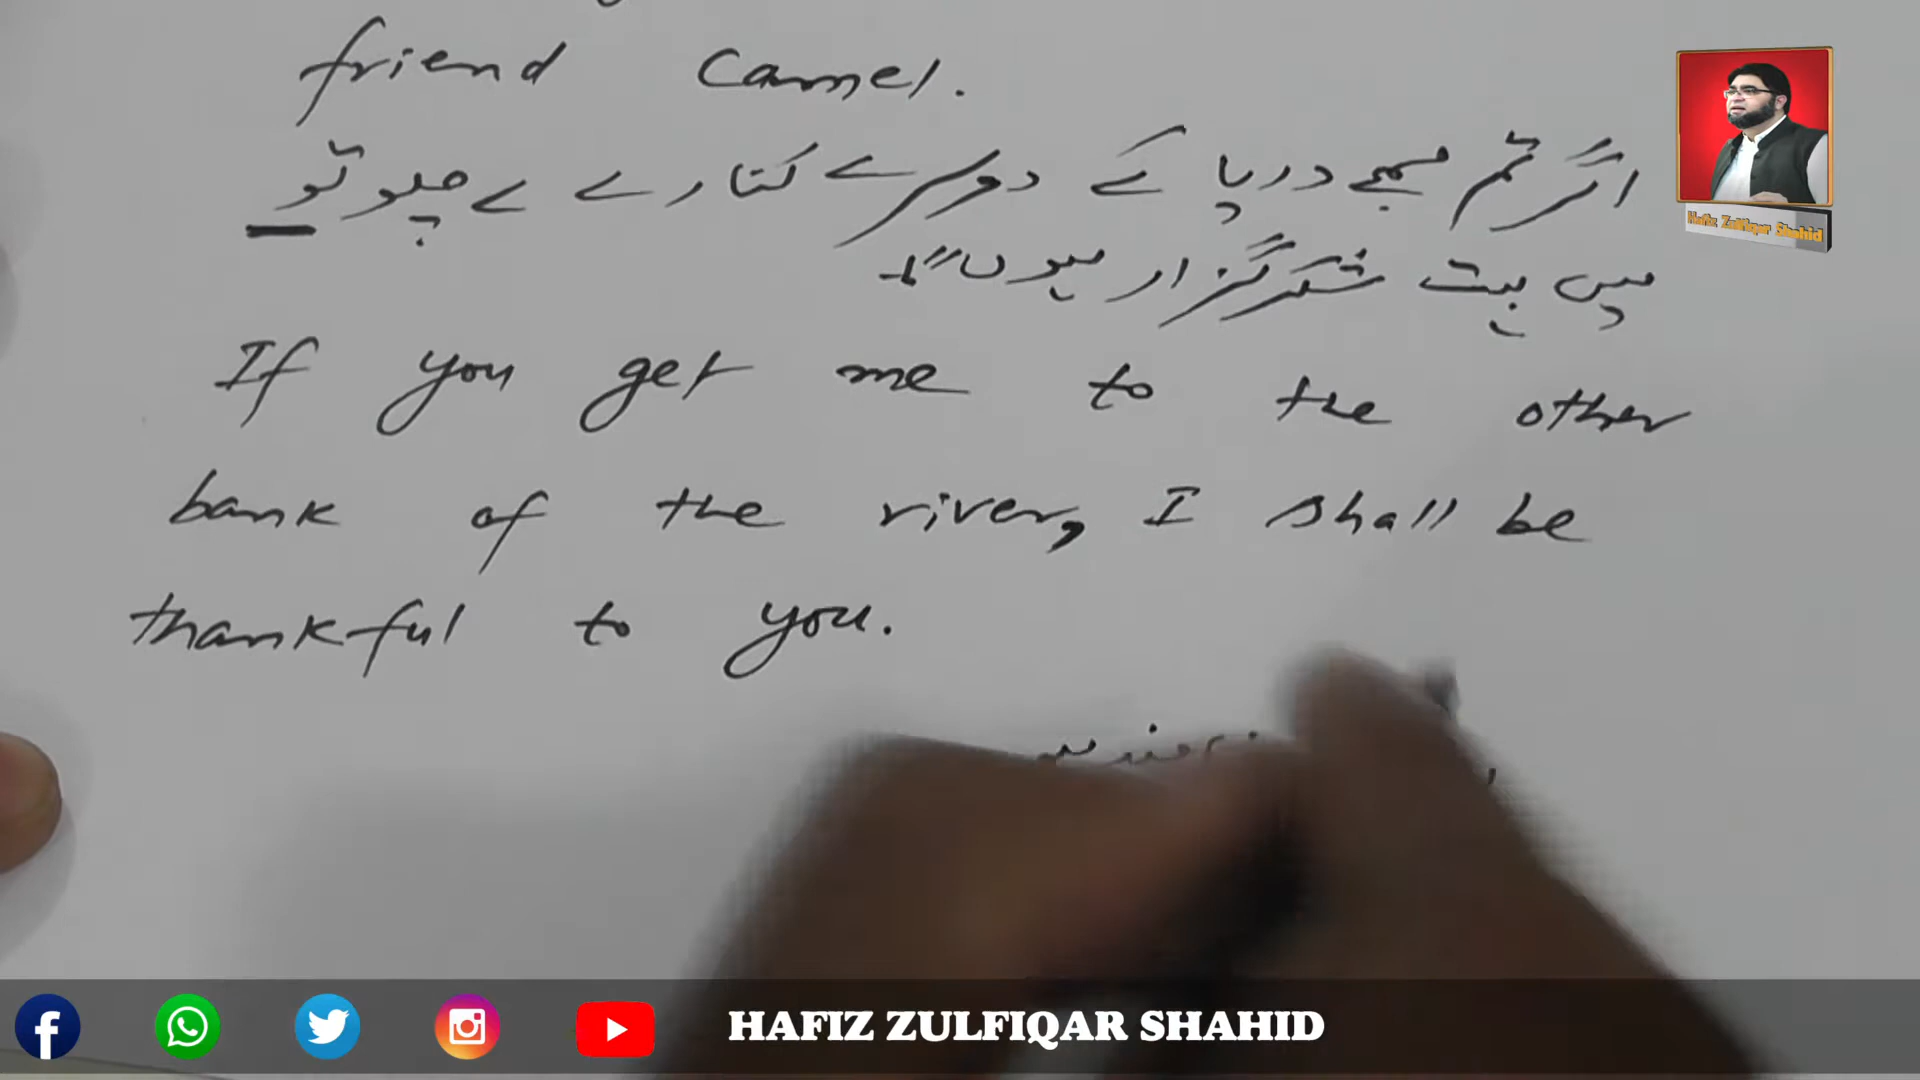 friend Camel.
اگر تم مجھے دریا کے دوسرے کنارے لے چلو تو
میں بہت شکر گزار ہوں گا۔
If you get me to the other
bank of the river, I shall be
thankful to you.
Hafiz Zulfiqar Shahid
HAFIZ ZULFIQAR SHAHID